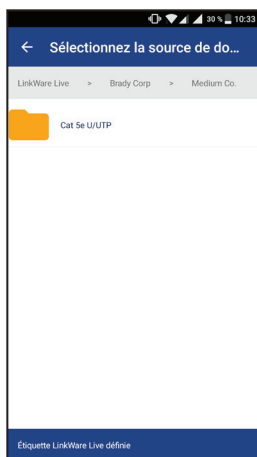 30 % 10:33
Sélectionnez la source de do...
LinkWare Live > Brady Corp > Medium Co.
Cat 5e U/UTP
Étiquette LinkWare Live définie